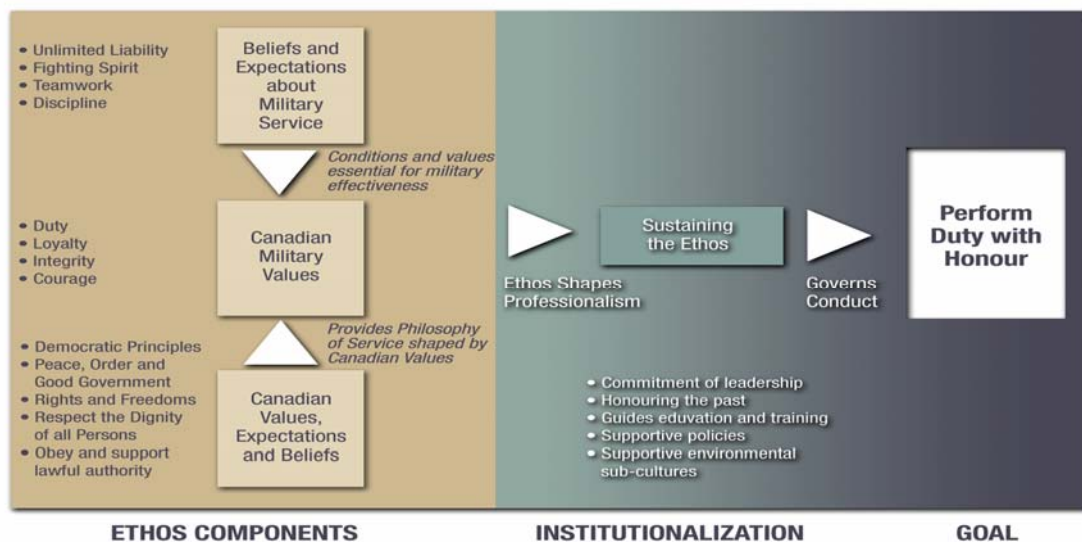 • Unlimited Liability
• Fighting Spirit
• Teamwork
• Discipline
Beliefs and
Expectations
about
Military
Service
Conditions and values
essential for military
effectiveness
• Duty
• Loyalty
• Integrity
• Courage
Canadian
Military
Values
Provides Philosophy
of Service shaped by
Canadian Values
• Democratic Principles
• Peace, Order and
Good Government
• Rights and Freedoms
• Respect the Dignity
of all Persons
• Obey and support
lawful authority
Canadian
Values,
Expectations
and Beliefs
Ethos Shapes
Professionalism
Sustaining
the Ethos
Governs
Conduct
• Commitment of leadership
• Honouring the past
• Guides eduvation and training
• Supportive policies
• Supportive environmental
sub-cultures
Perform
Duty with
Honour
ETHOS COMPONENTS
INSTITUTIONALIZATION
GOAL